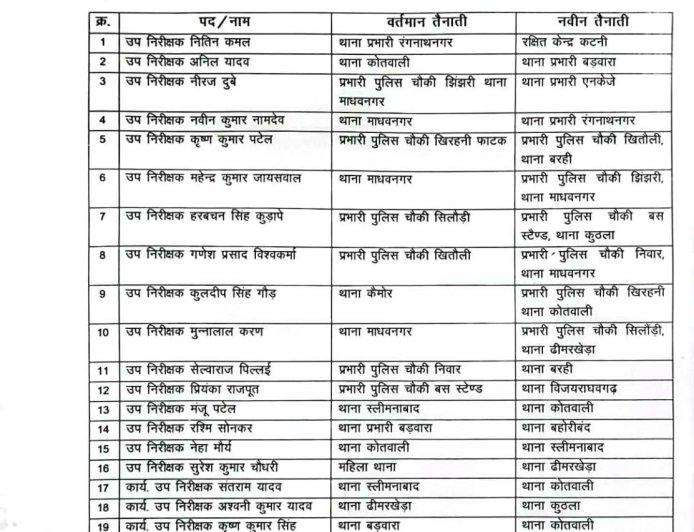 क्र. पद/नाम वर्तमान तैनाती नवीन तैनाती
1 उप निरीक्षक नितिन कमल थाना प्रभारी रंगनाथनगर रक्षित केन्द्र कटनी
2 उप निरीक्षक अनिल यादव थाना कोतवाली थाना प्रभारी बड़वारा
3 उप निरीक्षक नीरज दुबे प्रभारी पुलिस चौकी झिंझरी थाना थाना प्रभारी एनकेजे
माधवनगर
4 उप निरीक्षक नवीन कुमार नामदेव थाना माधवनगर थाना प्रभारी रंगनाथनगर
5 उप निरीक्षक कृष्ण कुमार पटेल प्रभारी पुलिस चौकी खिरहनी फाटक प्रभारी पुलिस चौकी खितौली,
थाना बरही
6 उप निरीक्षक महेन्द्र कुमार जायसवाल थाना माधवनगर प्रभारी पुलिस चौकी झिंझरी,
थाना माधवनगर
7 उप निरीक्षक हरबचन सिंह कुड़ापे प्रभारी पुलिस चौकी सिलौड़ी प्रभारी पुलिस चौकी बस
स्टैण्ड, थाना कुठला
8 उप निरीक्षक गणेश प्रसाद विश्वकर्मा प्रभारी पुलिस चौकी खितौली प्रभारी पुलिस चौकी निवार,
थाना माधवनगर
9 उप निरीक्षक कुलदीप सिंह गौड़ थाना कैमोर प्रभारी पुलिस चौकी खिरहनी
थाना कोतवाली
10 उप निरीक्षक मुन्नालाल करण थाना माधवनगर प्रभारी पुलिस चौकी सिलौंड़ी,
थाना ढीमरखेड़ा
11 उप निरीक्षक सेल्वाराज पिल्लई प्रभारी पुलिस चौकी निवार थाना बरही
12 उप निरीक्षक प्रियंका राजपूत प्रभारी पुलिस चौकी बस स्टेण्ड थाना विजयराघवगढ़
13 उप निरीक्षक मंजू पटेल थाना स्लीमनाबाद थाना कोतवाली
14 उप निरीक्षक रश्मि सोनकर थाना प्रभारी बड़वारा थाना बहोरीबंद
15 उप निरीक्षक नेहा मौर्य थाना कोतवाली थाना स्लीमनाबाद
16 उप निरीक्षक सुरेश कुमार चौधरी महिला थाना थाना ढीमरखेड़ा
17 कार्य. उप निरीक्षक संतराम यादव थाना स्लीमनाबाद थाना कोतवाली
18 कार्य. उप निरीक्षक अश्वनी कुमार यादव थाना ढीमरखेड़ा थाना कुठला
19 कार्य. उप निरीक्षक कृष्ण कुमार सिंह थाना बड़वारा थाना कोतवाली